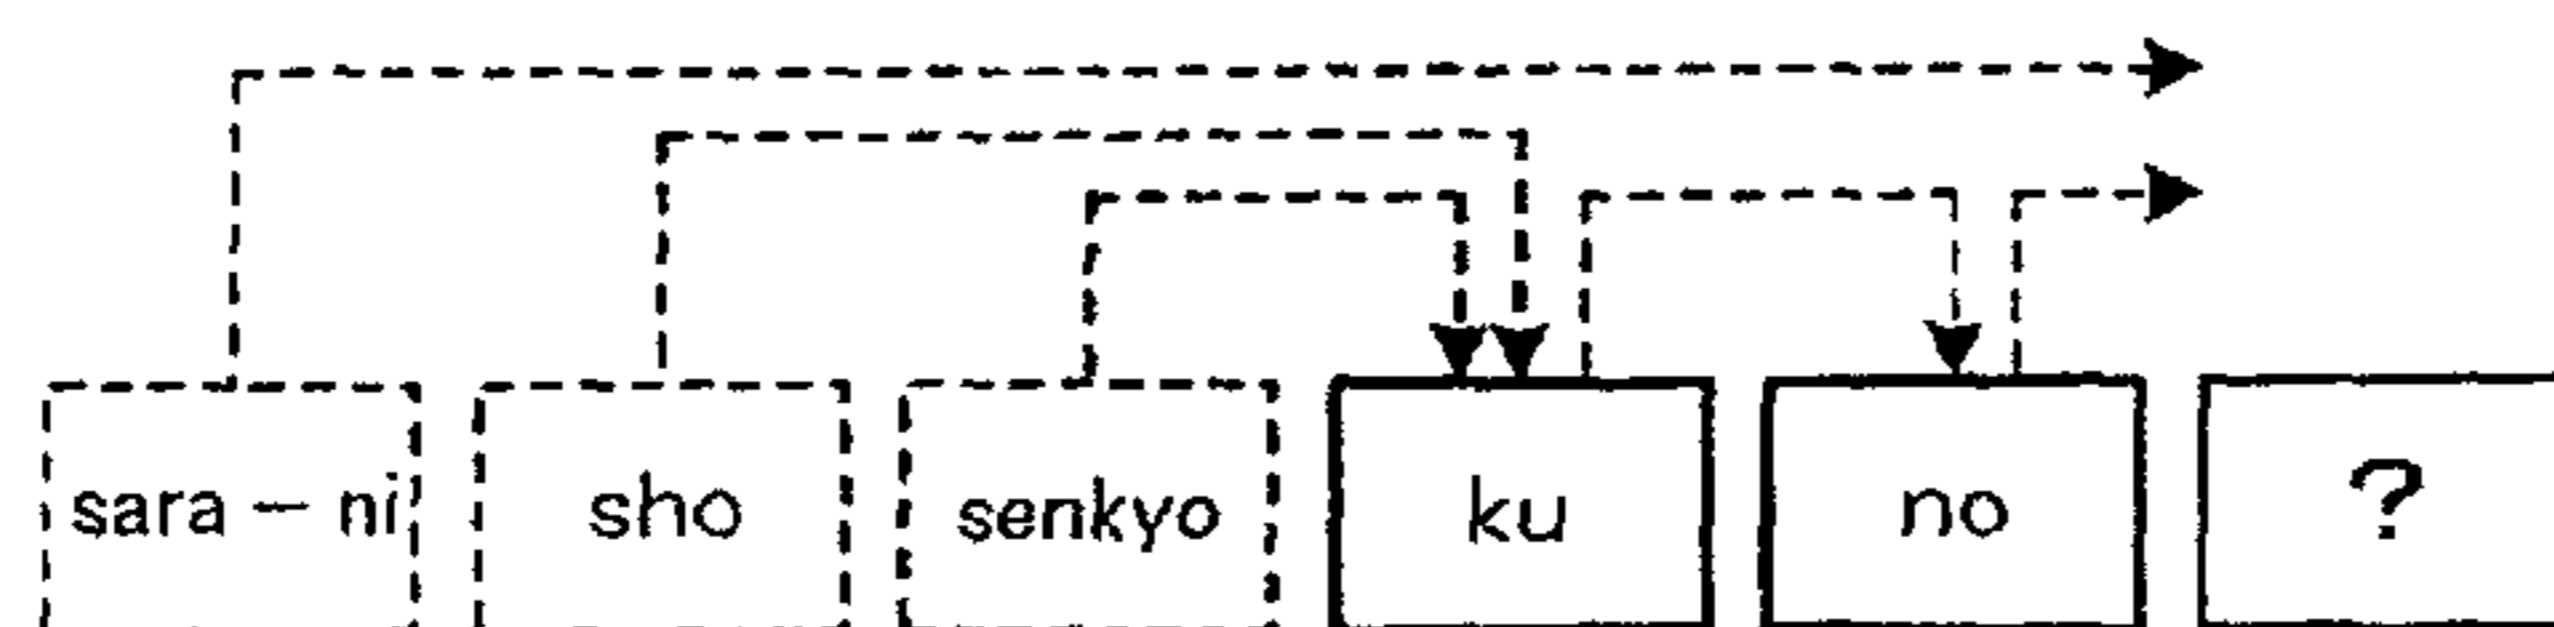 sara – ni sho senkyo ku no ?